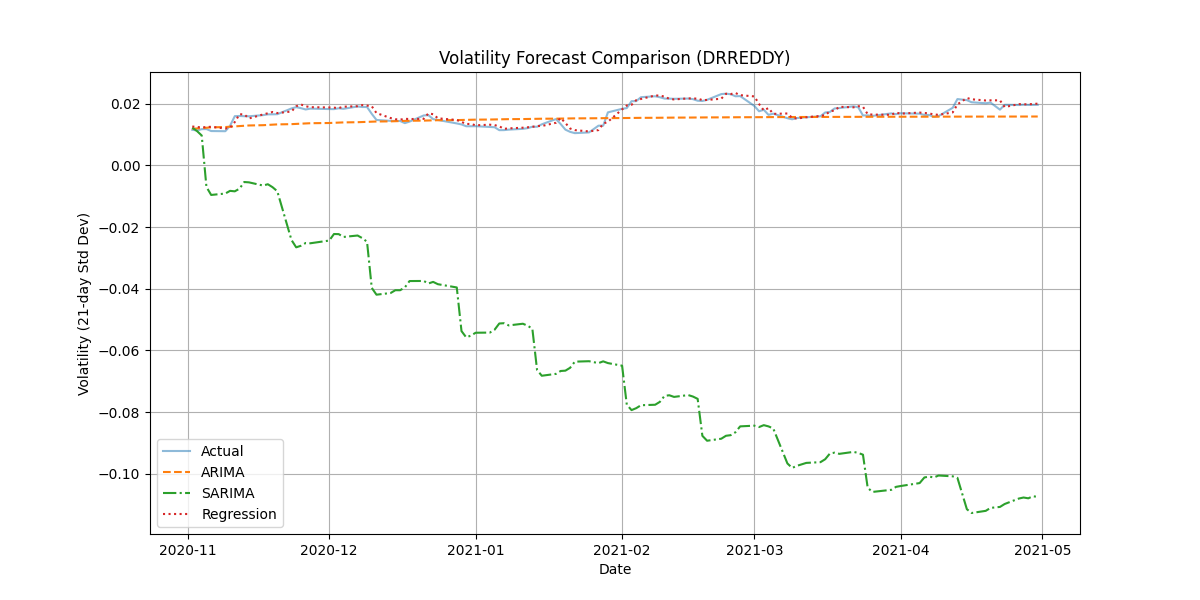 Volatility Forecast Comparison (DRREDDY)
Volatility (21-day Std Dev)
0.02
0.00
−0.02
−0.04
−0.06
−0.08
−0.10
Actual
ARIMA
SARIMA
Regression
2020-11 2020-12 2021-01 2021-02 2021-03 2021-04 2021-05
Date